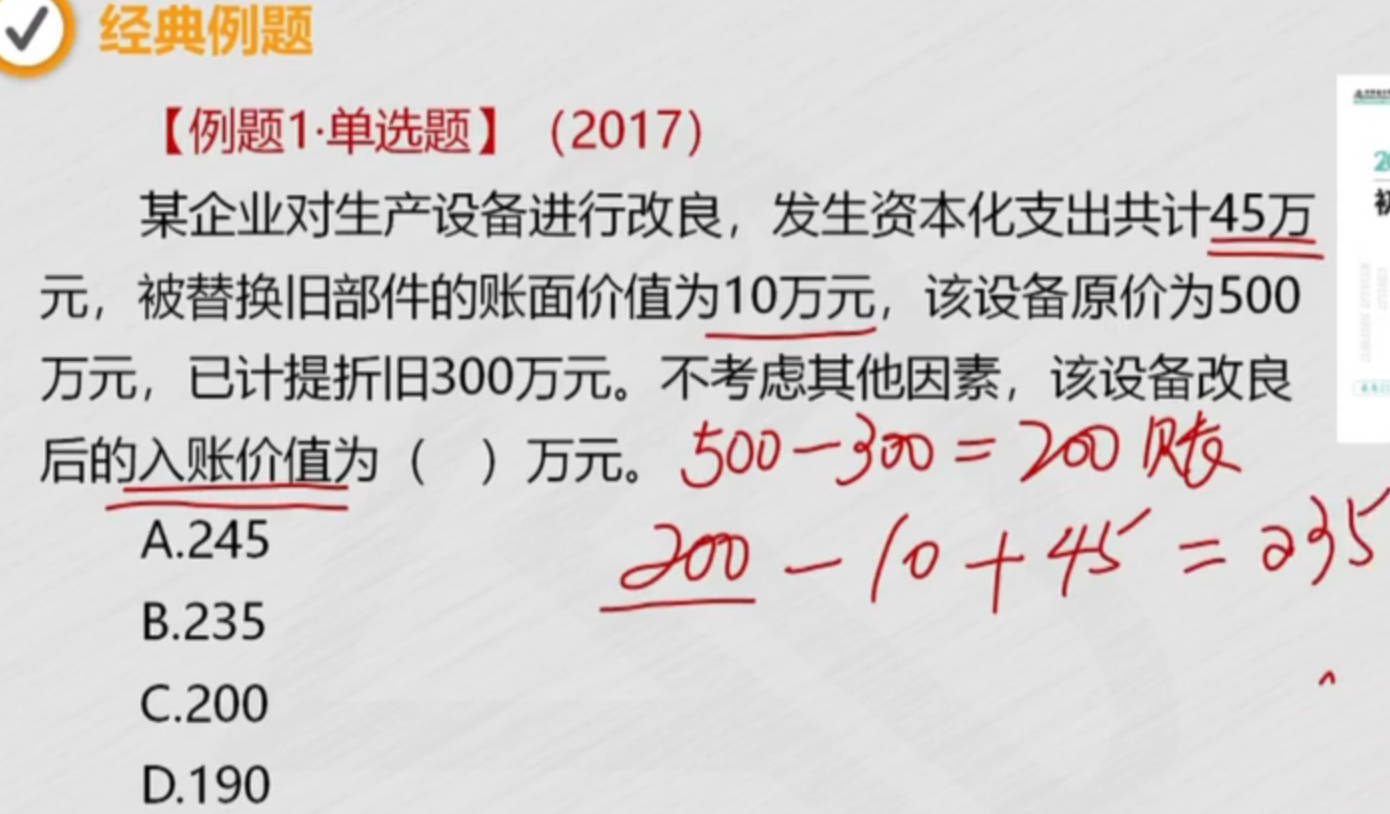 经典例题
【例题1·单选题】（2017）
某企业对生产设备进行改良，发生资本化支出共计45万
元，被替换旧部件的账面价值为10万元，该设备原价为500
万元，已计提折旧300万元。不考虑其他因素，该设备改良
后的入账价值为（ ）万元。
500-300=200 账
200-10+45=235
A.245
B.235
C.200
D.190